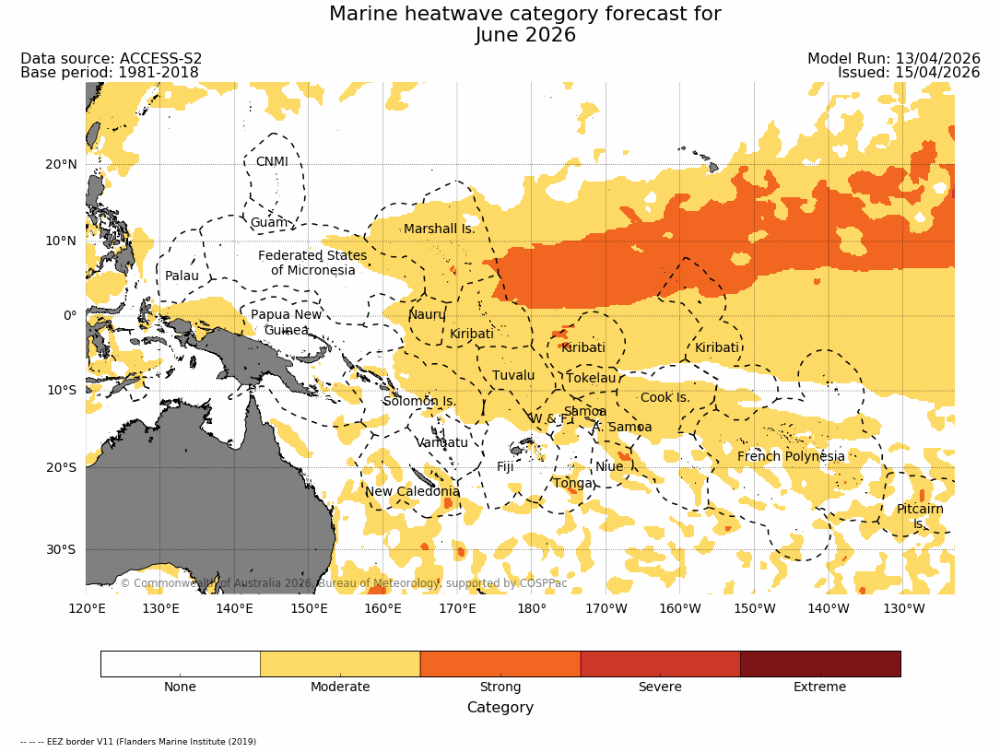 Marine heatwave category forecast for
June 2026
Data source: ACCESS-S2
Base period: 1981-2018
Model Run: 13/04/2026
Issued: 15/04/2026
20°N
10°N
0°
10°S
20°S
30°S
CNMI
Guam
Marshall Is.
Federated States
of Micronesia
Palau
Papua New
Guinea
Nauru
Kiribati
Kiribati
Kiribati
Tuvalu
Tokelau
Solomon Is.
Cook Is.
W & F
Samoa
A. Samoa
Vanuatu
Fiji
Niue
French Polynesia
Tonga
New Caledonia
Pitcairn
Is.
© Commonwealth of Australia 2026, Bureau of Meteorology, supported by COSPPac
120°E 130°E 140°E 150°E 160°E 170°E 180° 170°W 160°W 150°W 140°W 130°W
None Moderate Strong Severe Extreme
Category
-- -- -- EEZ border V11 (Flanders Marine Institute (2019)